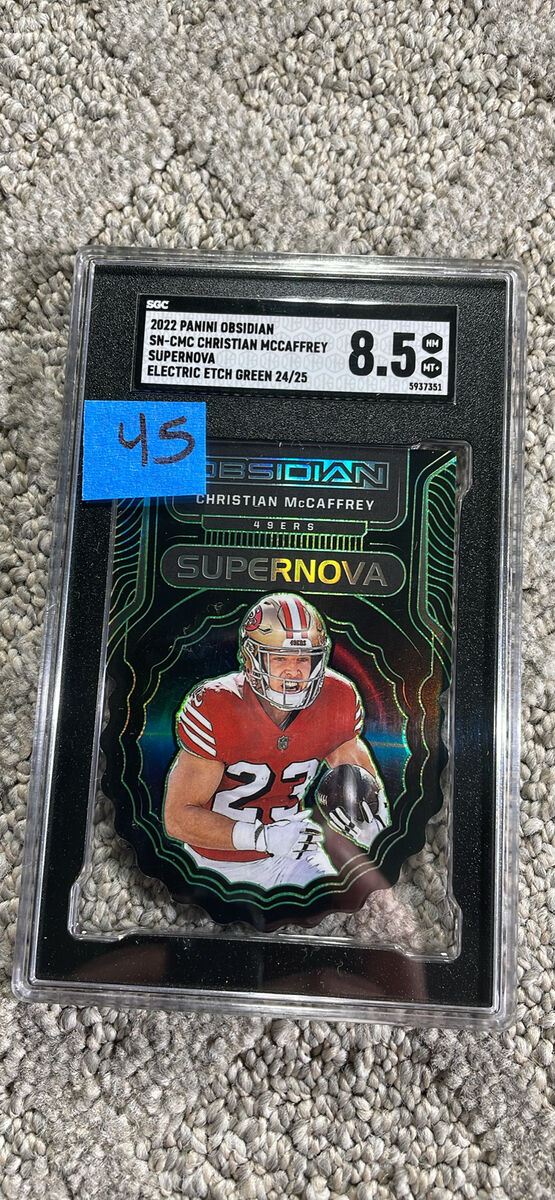 SGC
2022 PANINI OBSIDIAN
SN-CMC CHRISTIAN MCCAFFREY
SUPERNOVA
ELECTRIC ETCH GREEN 24/25
8.5
NM
MT+
5937351
45
OBSIDIAN
CHRISTIAN McCAFFREY
49ERS
SUPERNOVA
49ERS
23